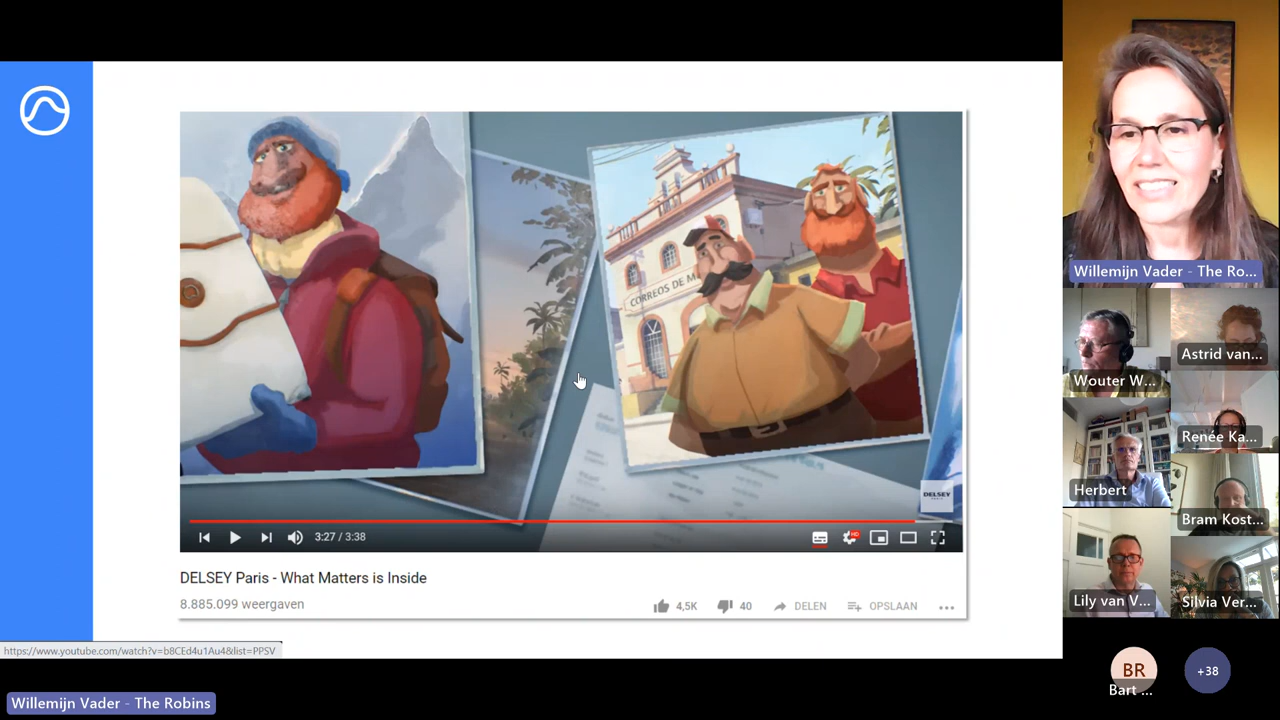 CORREOS DE M
DELSEY
PARIS
3:27 / 3:38
HD
DELSEY Paris - What Matters is Inside
8.885.099 weergaven
4,5K
40
DELEN
OPSLAAN
https://www.youtube.com/watch?v=b8CEd4u1Au4&list=PPSV
Willemijn Vader - The Robins
Willemijn Vader - The Ro...
Wouter W...
Astrid van...
Renée Ka...
Herbert
Bram Kost...
Lily van V...
Silvia Ver...
BR
Bart ...
+38